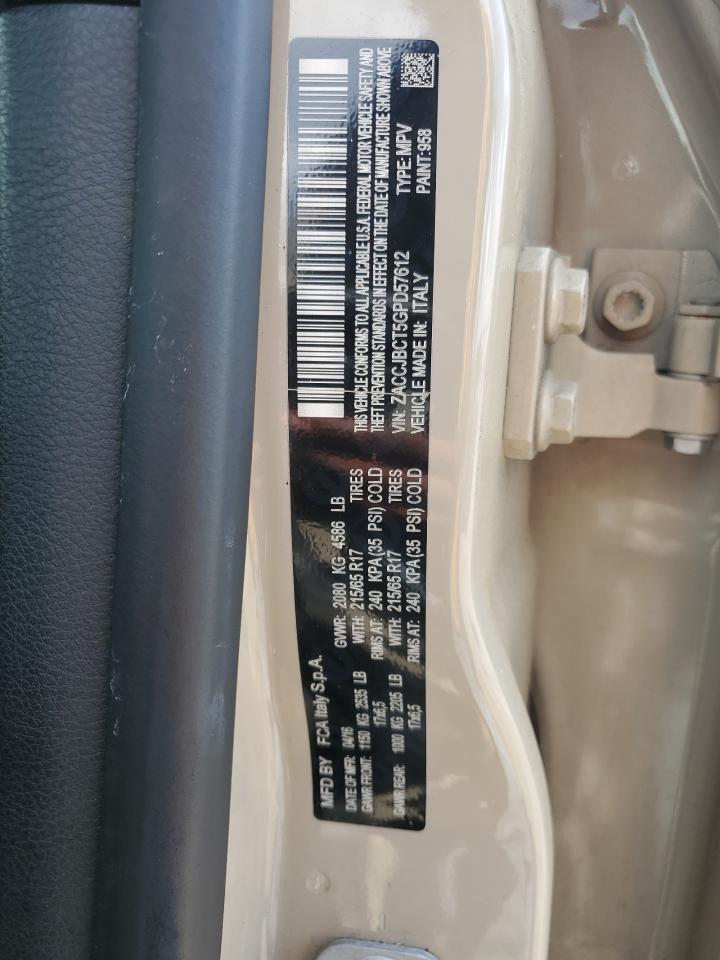 MFD BY FCA Italy S.p.A.
DATE OF MFR: 04/16 GVWR: 2080 KG 4586 LB
GAWR FRONT: 1150 KG 2535 LB WITH: 215/65 R17 TIRES
17x6,5 RIMS AT: 240 KPA (35 PSI) COLD
GAWR REAR: 1000 KG 2205 LB WITH: 215/65 R17 TIRES
17x6,5 RIMS AT: 240 KPA (35 PSI) COLD
THIS VEHICLE CONFORMS TO ALL APPLICABLE U.S.A. FEDERAL MOTOR VEHICLE SAFETY AND
THEFT PREVENTION STANDARDS IN EFFECT ON THE DATE OF MANUFACTURE SHOWN ABOVE
VIN: ZACCJBCT5GPD57612 TYPE: MPV
VEHICLE MADE IN: ITALY PAINT:958